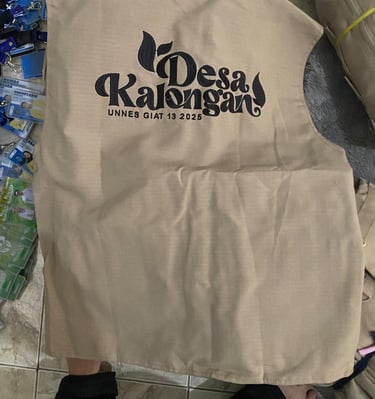 Desa
Kalongan
UNNES GIAT 13 2025